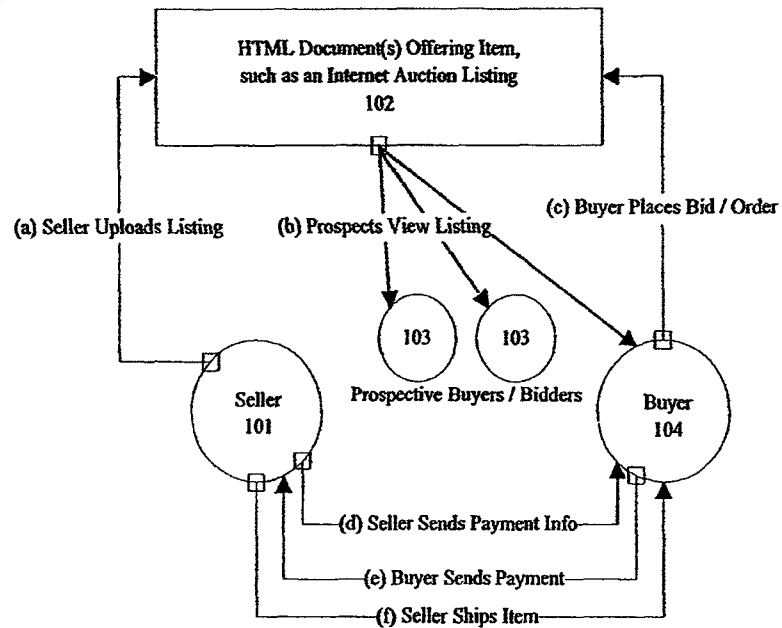 HTML Document(s) Offering Item,
such as an Internet Auction Listing
102
(a) Seller Uploads Listing
(b) Prospects View Listing
(c) Buyer Places Bid / Order
103
103
Prospective Buyers / Bidders
Seller
101
Buyer
104
(d) Seller Sends Payment Info
(e) Buyer Sends Payment
(f) Seller Ships Item